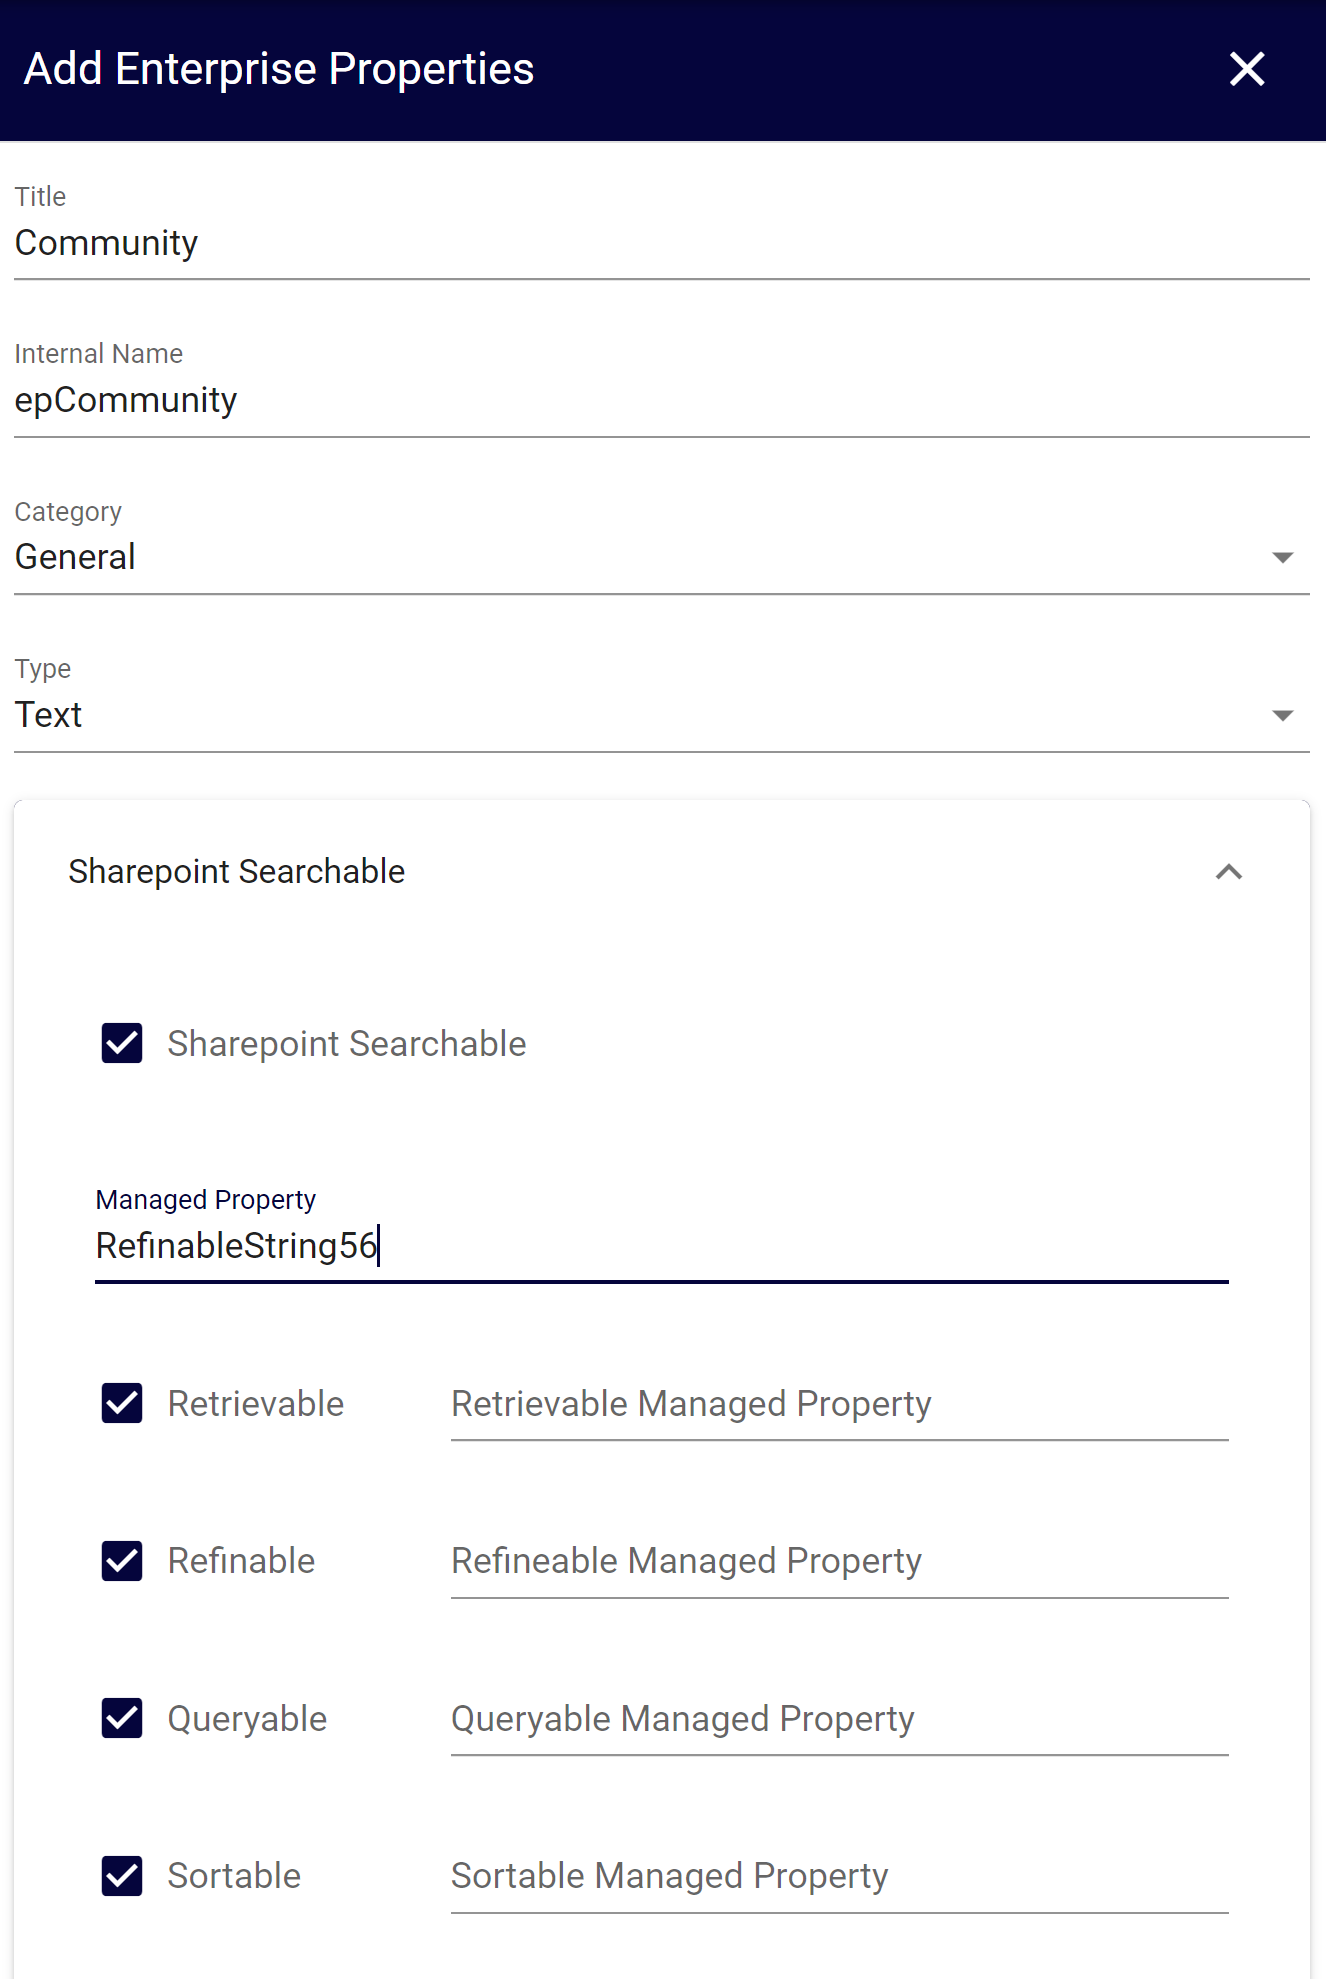 Add Enterprise Properties
Title
Community
Internal Name
epCommunity
Category
General
Type
Text
Sharepoint Searchable
Sharepoint Searchable
Managed Property
RefinableString56
Retrievable Retrievable Managed Property
Refinable Refineable Managed Property
Queryable Queryable Managed Property
Sortable Sortable Managed Property